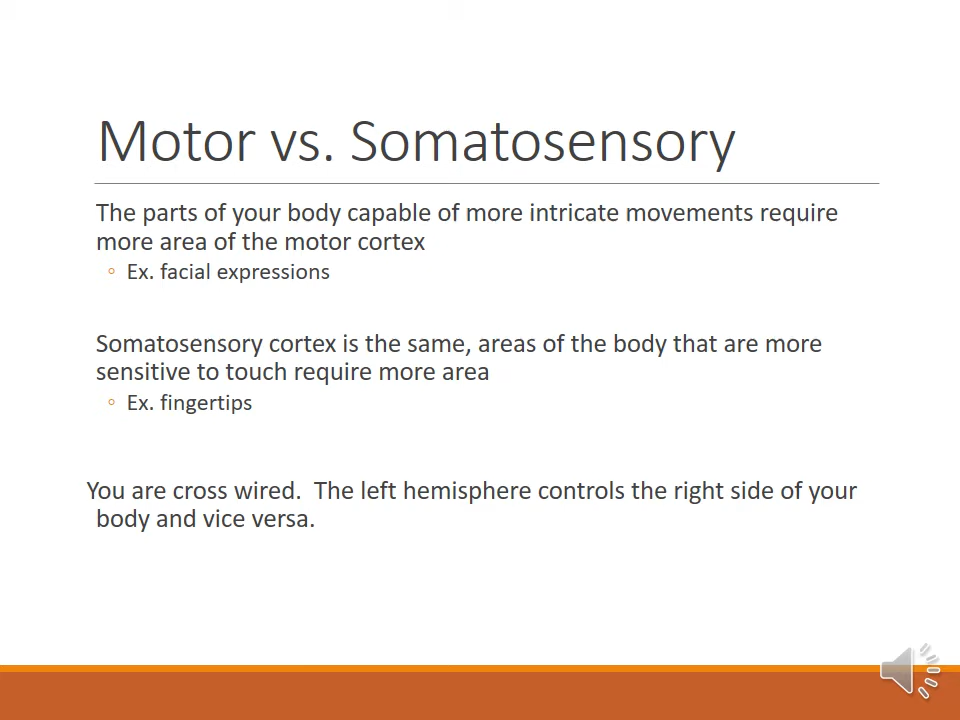 Motor vs. Somatosensory
The parts of your body capable of more intricate movements require
more area of the motor cortex
◦ Ex. facial expressions
Somatosensory cortex is the same, areas of the body that are more
sensitive to touch require more area
◦ Ex. fingertips
You are cross wired.  The left hemisphere controls the right side of your
body and vice versa.